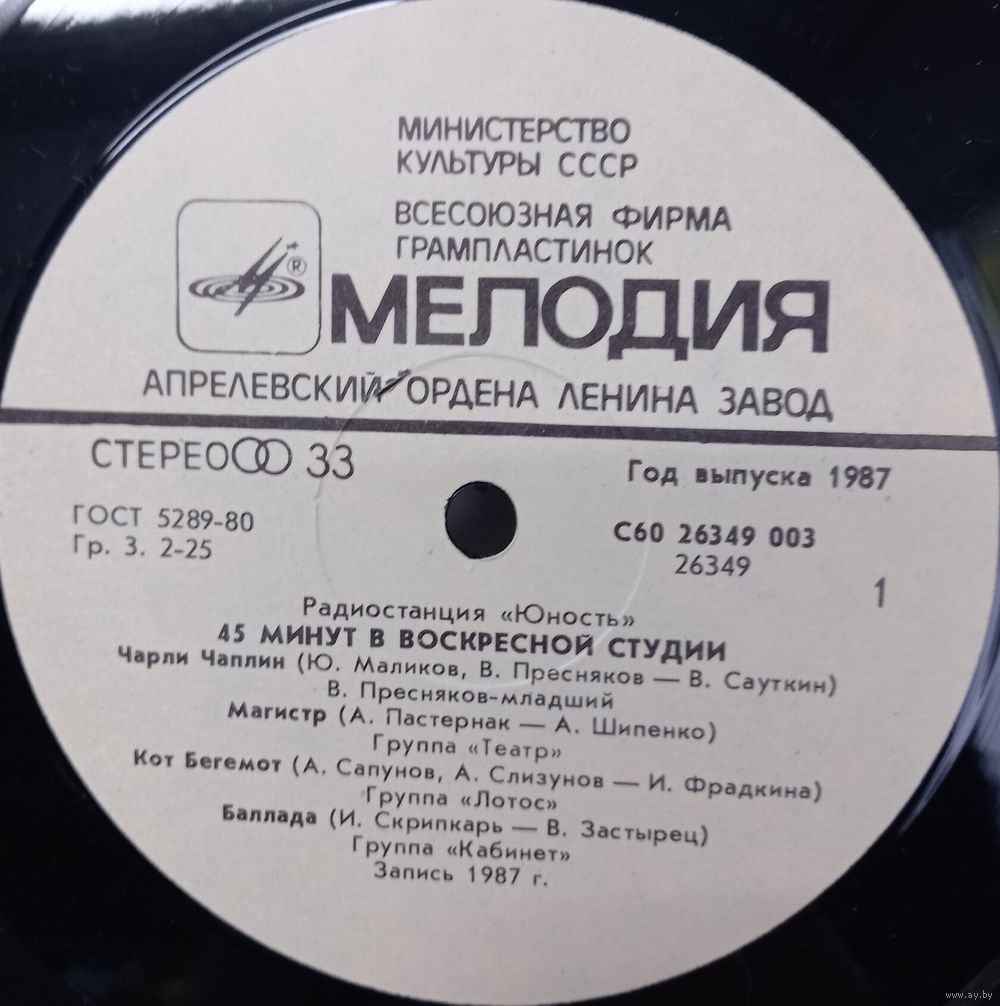 МИНИСТЕРСТВО
КУЛЬТУРЫ СССР
ВСЕСОЮЗНАЯ ФИРМА
ГРАМПЛАСТИНОК
®
МЕЛОДИЯ
АПРЕЛЕВСКИЙ ОРДЕНА ЛЕНИНА ЗАВОД
СТЕРЕО 33
Год выпуска 1987
ГОСТ 5289-80
Гр. 3. 2-25
С60 26349 003
26349
1
Радиостанция «Юность»
45 МИНУТ В ВОСКРЕСНОЙ СТУДИИ
Чарли Чаплин (Ю. Маликов, В. Пресняков — В. Сауткин)
В. Пресняков-младший
Магистр (А. Пастернак — А. Шипенко)
Группа «Театр»
Кот Бегемот (А. Сапунов, А. Слизунов — И. Фрадкина)
Группа «Лотос»
Баллада (И. Скрипкарь — В. Застырец)
Группа «Кабинет»
Запись 1987 г.
www.ay.by